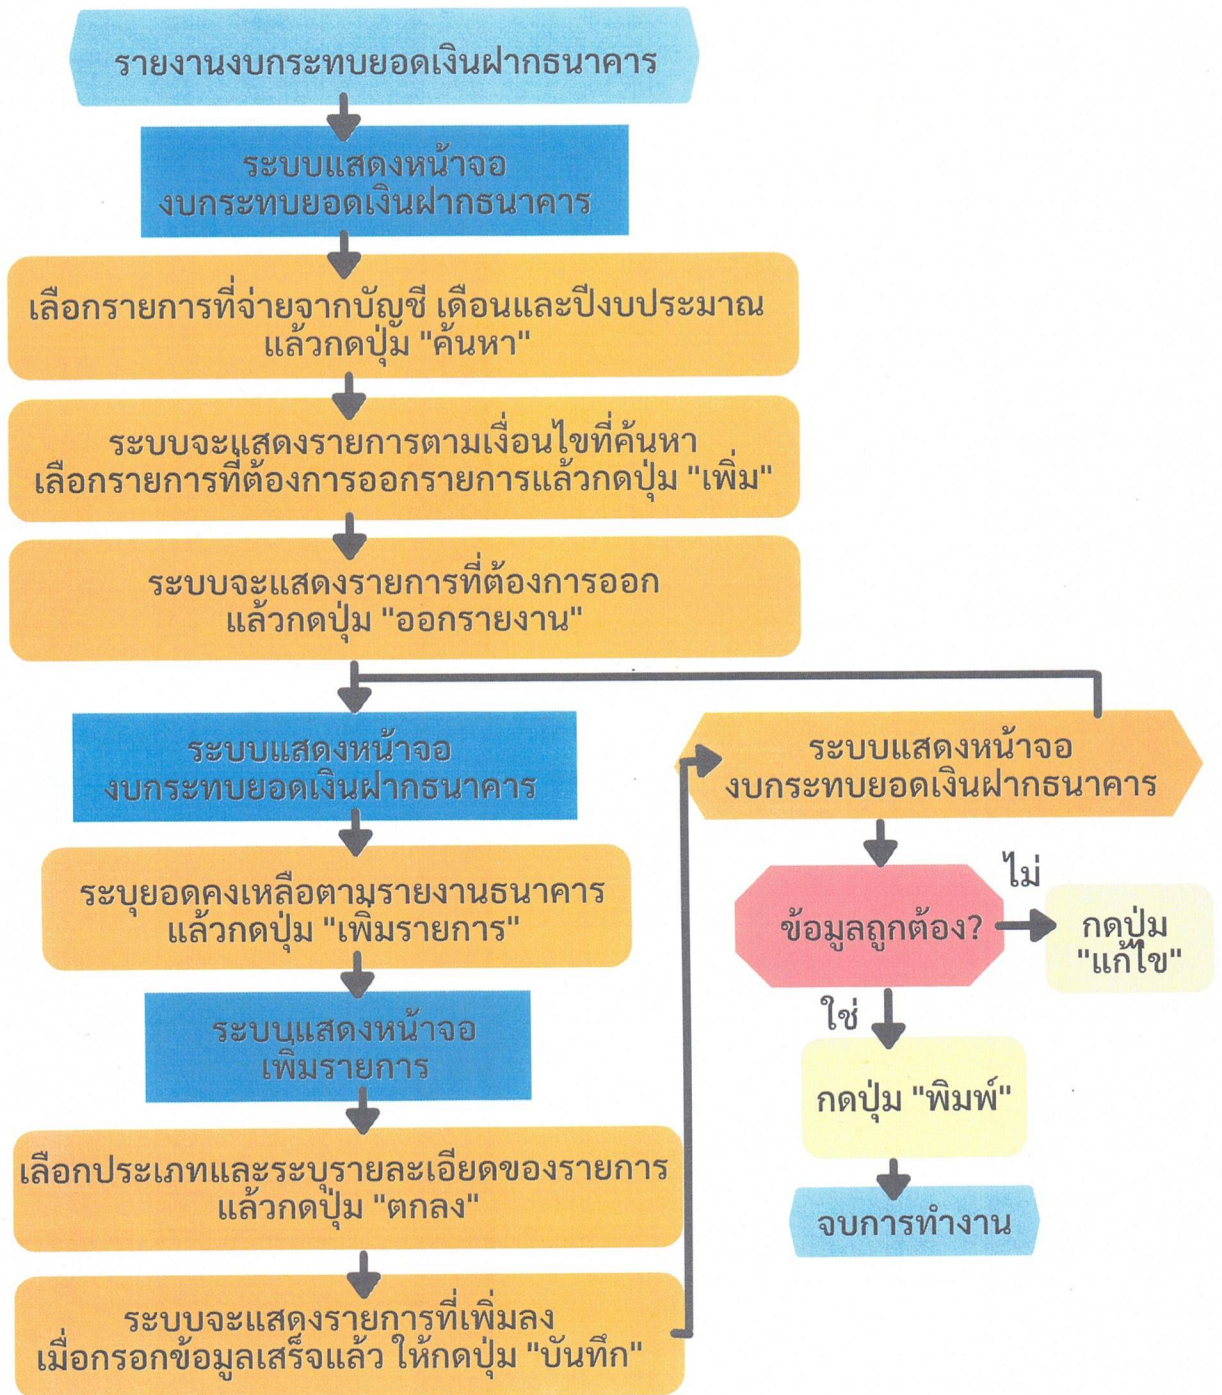 รายงานงบกระทบยอดเงินฝากธนาคาร
ระบบแสดงหน้าจอ
งบกระทบยอดเงินฝากธนาคาร
เลือกรายการที่จ่ายจากบัญชี เดือนและปีงบประมาณ
แล้วกดปุ่ม "ค้นหา"
ระบบจะแสดงรายการตามเงื่อนไขที่ค้นหา
เลือกรายการที่ต้องการออกรายการแล้วกดปุ่ม "เพิ่ม"
ระบบจะแสดงรายการที่ต้องการออก
แล้วกดปุ่ม "ออกรายงาน"
ระบบแสดงหน้าจอ
งบกระทบยอดเงินฝากธนาคาร
ระบุยอดคงเหลือตามรายงานธนาคาร
แล้วกดปุ่ม "เพิ่มรายการ"
ระบบแสดงหน้าจอ
เพิ่มรายการ
เลือกประเภทและระบุรายละเอียดของรายการ
แล้วกดปุ่ม "ตกลง"
ระบบจะแสดงรายการที่เพิ่มลง
เมื่อกรอกข้อมูลเสร็จแล้ว ให้กดปุ่ม "บันทึก"
ระบบแสดงหน้าจอ
งบกระทบยอดเงินฝากธนาคาร
ข้อมูลถูกต้อง?
ไม่
กดปุ่ม
"แก้ไข"
ใช่
กดปุ่ม "พิมพ์"
จบการทำงาน